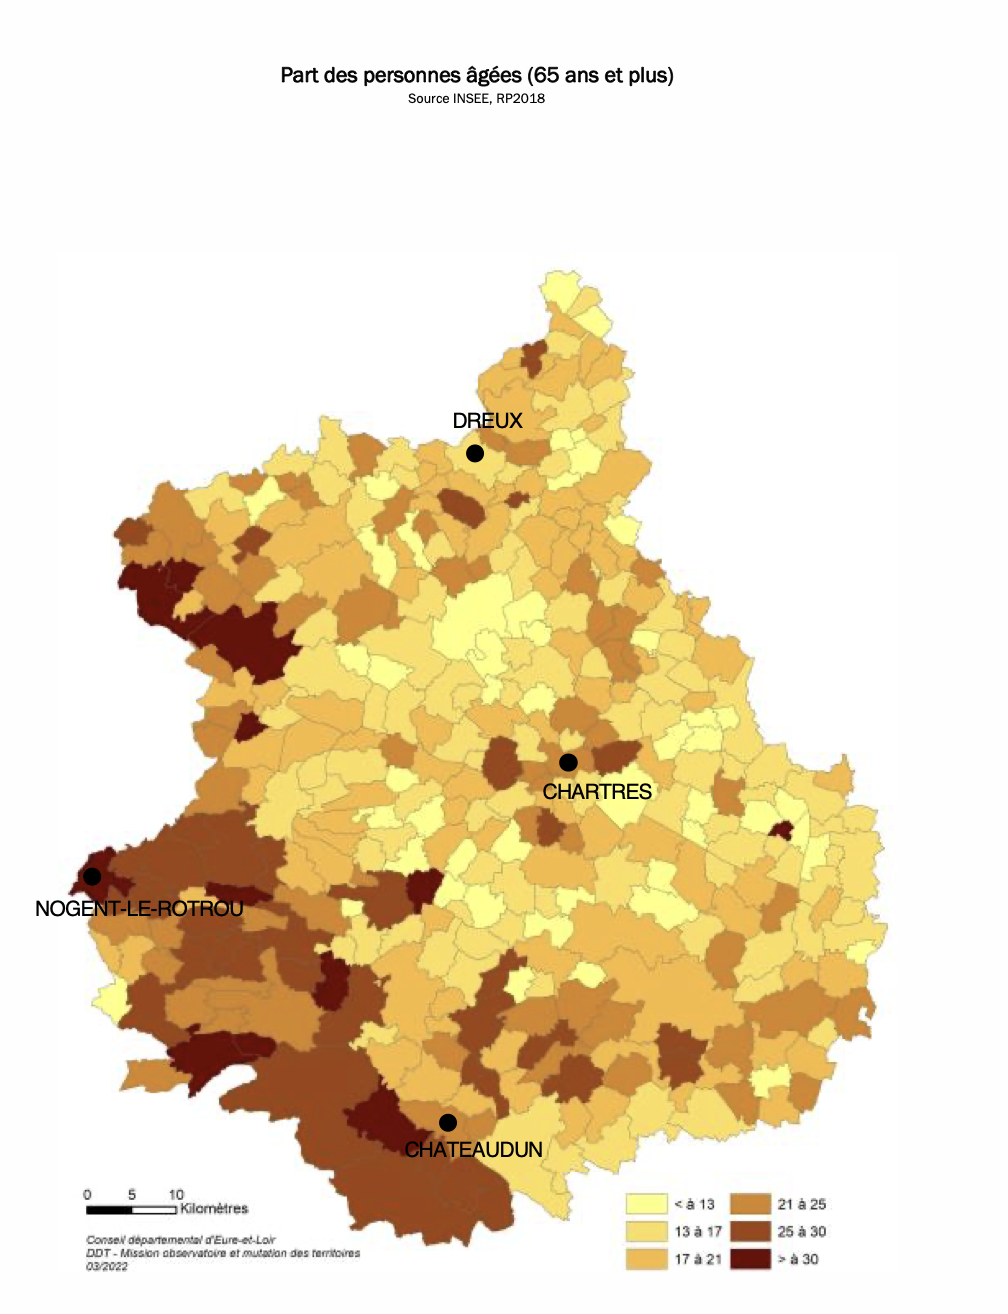 Part des personnes âgées (65 ans et plus)
Source INSEE, RP2018
DREUX
CHARTRES
NOGENT-LE-ROTROU
CHATEAUDUN
0 5 10
Kilomètres
Conseil départemental d'Eure-et-Loir
DDT - Mission observatoire et mutation des territoires
03/2022
< à 13
13 à 17
17 à 21
21 à 25
25 à 30
> à 30